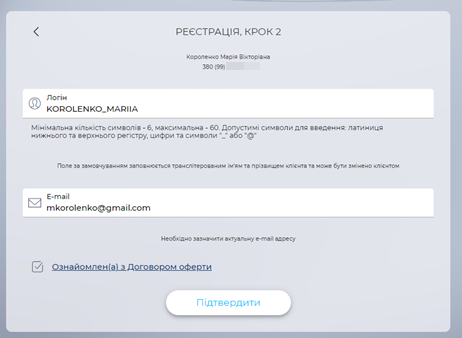 РЕЄСТРАЦІЯ, КРОК 2
Короленко Марія Вікторівна
380 (99)
Логін
KOROLENKO_MARIIA
Мінімальна кількість символів - 6, максимальна - 60. Допустимі символи для введення: латиниця
нижнього та верхнього регістру, цифри та символи "_" або "@"
Поле за замовчуванням заповнюється транслітерованим ім'ям та прізвищем клієнта та може бути змінено клієнтом
E-mail
mkorolenko@gmail.com
Необхідно зазначити актуальну e-mail адресу
Ознайомлен(а) з Договором оферти
Підтвердити